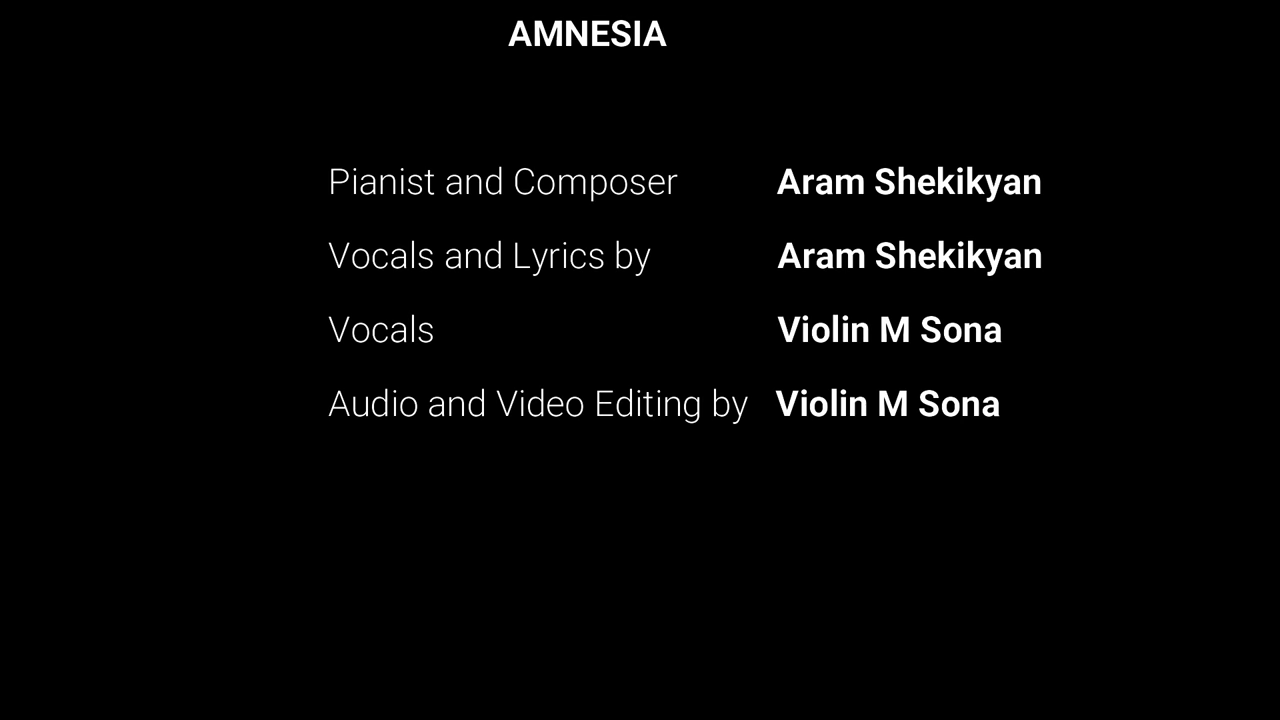 AMNESIA
Pianist and Composer Aram Shekikyan
Vocals and Lyrics by Aram Shekikyan
Vocals Violin M Sona
Audio and Video Editing by Violin M Sona